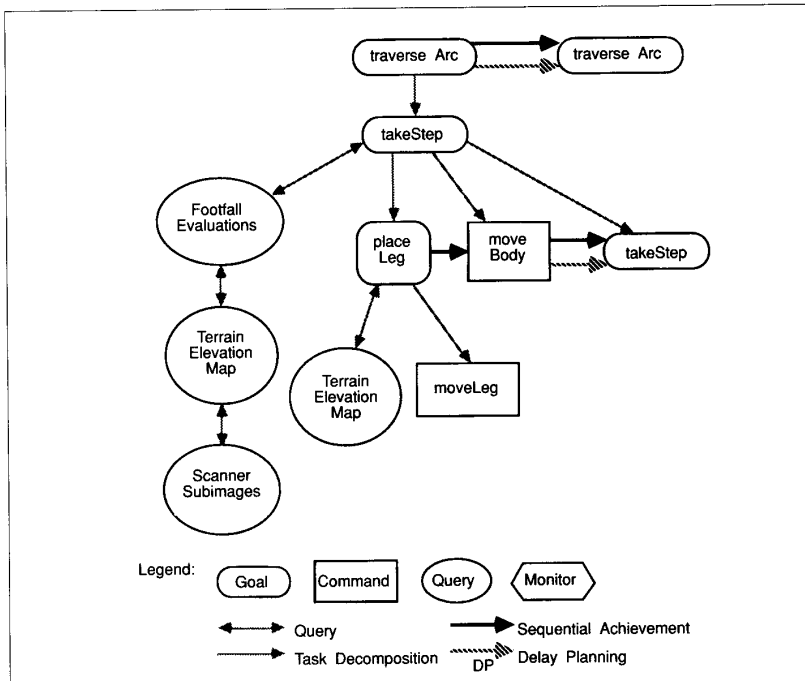 traverse Arc
traverse Arc
takeStep
Footfall
Evaluations
place
Leg
move
Body
takeStep
Terrain
Elevation
Map
Terrain
Elevation
Map
moveLeg
Scanner
Subimages
Legend:
Goal
Command
Query
Monitor
Query
Sequential Achievement
Task Decomposition
DP
Delay Planning